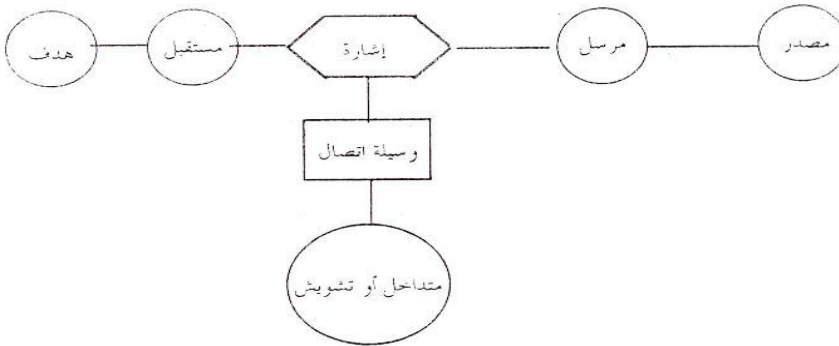 مصدر
مرسل
إشارة
مستقبل
هدف
وسيلة اتصال
متداخل أو تشويش